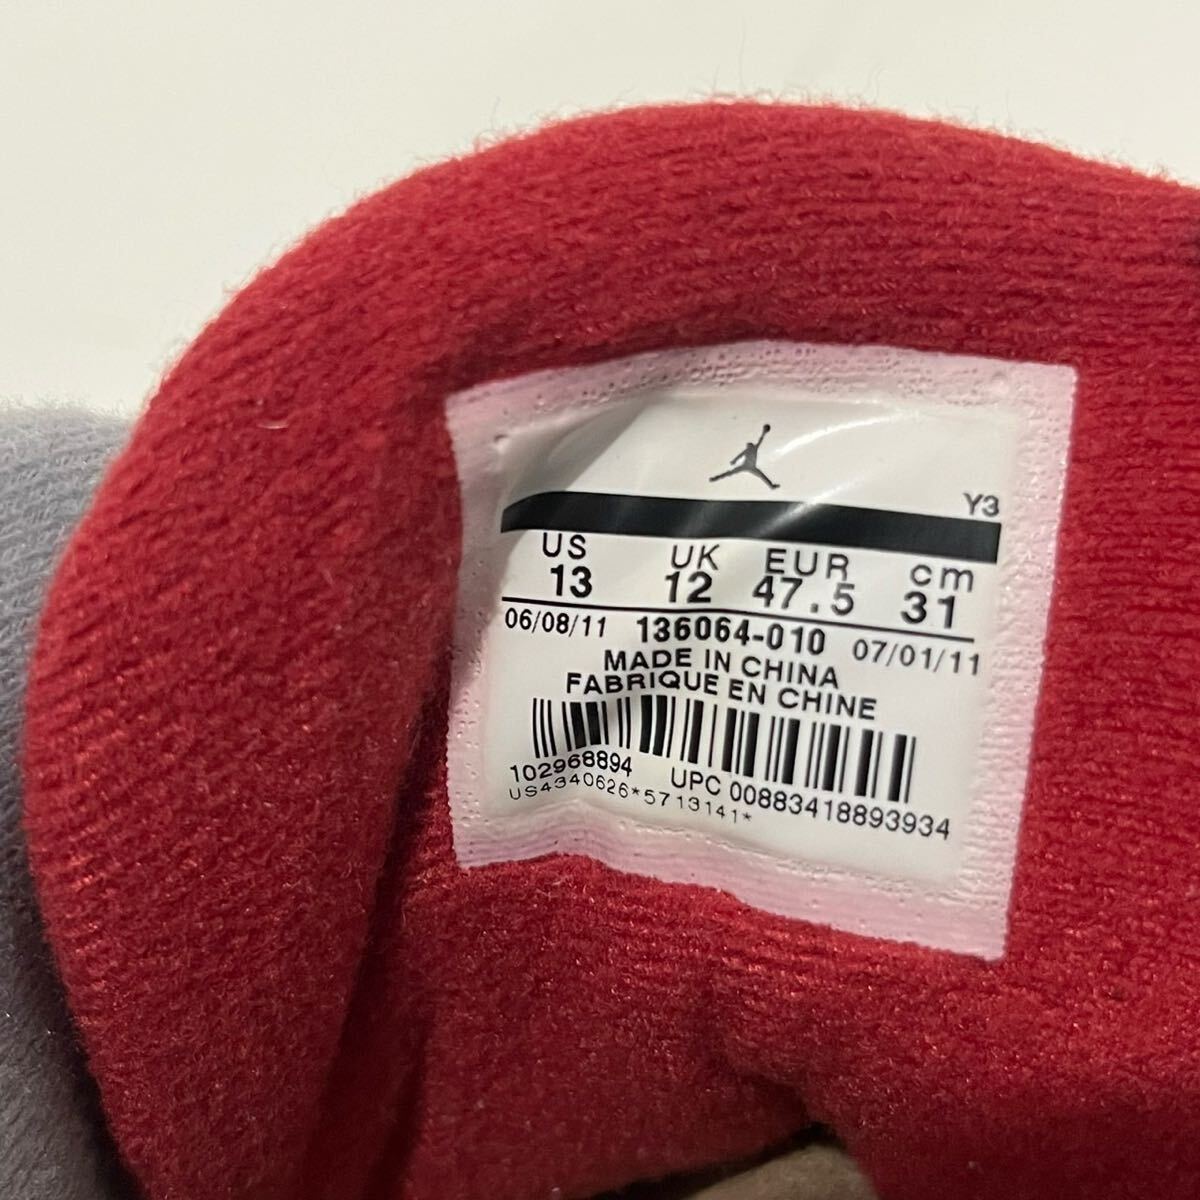 Y3
US UK EUR cm
13 12 47.5 31
06/08/11 136064-010 07/01/11
MADE IN CHINA
FABRIQUE EN CHINE
102968894 UPC 00883418893934
US4340626*5713141*